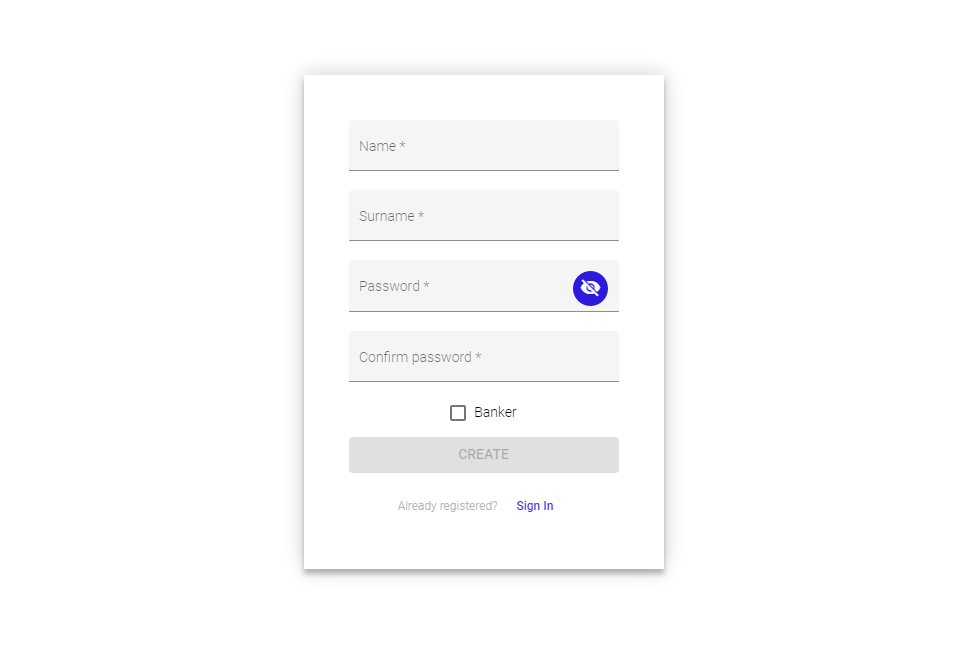 Name *
Surname *
Password *
Confirm password *
Banker
CREATE
Already registered? Sign In